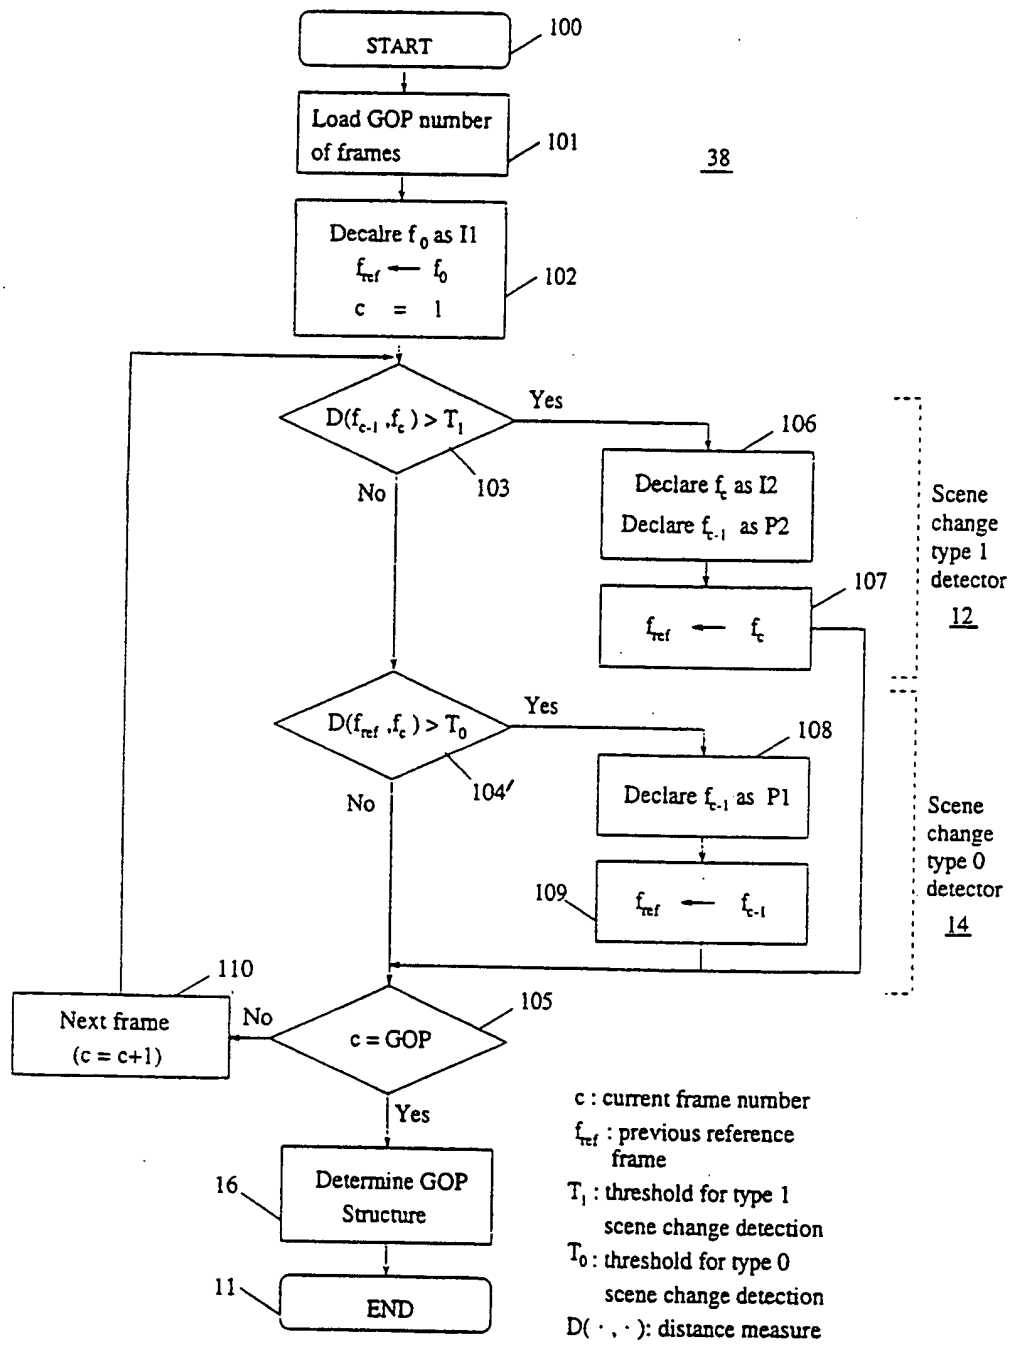 START
100
Load GOP number
of frames
101
38
Decalre f0 as I1
fref ← f0
c = 1
102
D(fc-1 ,fc ) > T1
Yes
103
No
106
Declare fc as I2
Declare fc-1 as P2
107
fref ← fc
Scene
change
type 1
detector
12
D(fref ,fc ) > T0
Yes
104′
No
108
Declare fc-1 as P1
109
fref ← fc-1
Scene
change
type 0
detector
14
110
Next frame
(c = c+1)
No
c = GOP
105
Yes
16
Determine GOP
Structure
11
END
c : current frame number
fref : previous reference
frame
T1 : threshold for type 1
scene change detection
T0 : threshold for type 0
scene change detection
D( · , · ): distance measure